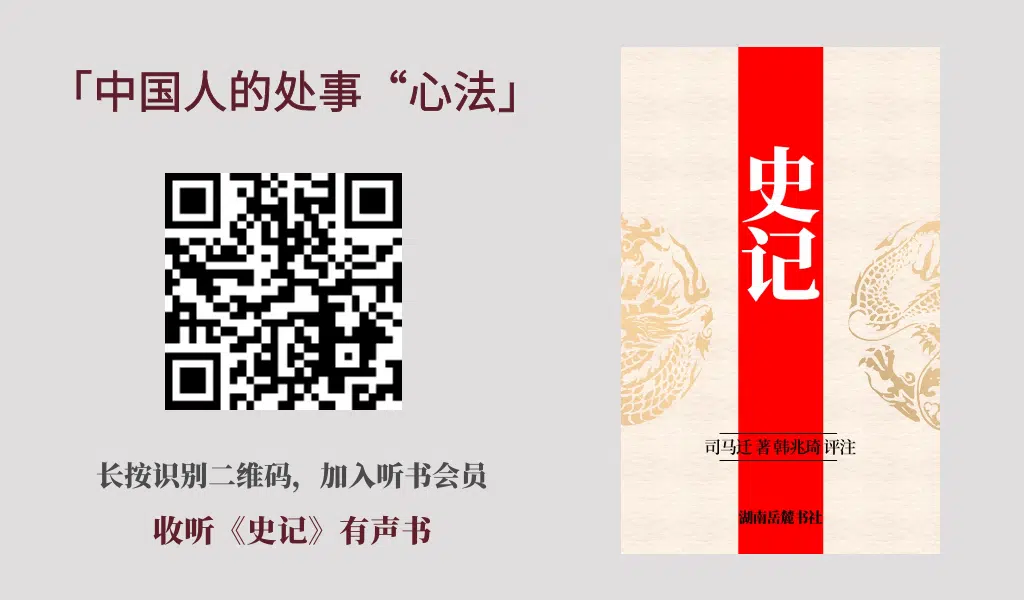 「中国人的处事“心法」
长按识别二维码，加入听书会员
收听《史记》有声书
史记
司马迁 著 韩兆琦 评注
湖南岳麓书社